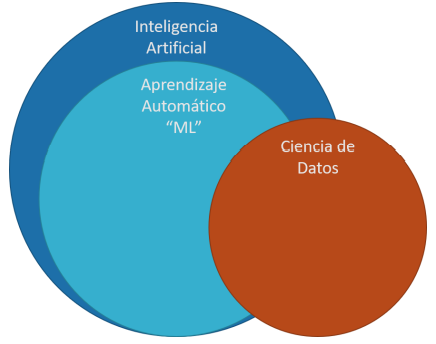 Inteligencia
Artificial
Aprendizaje
Automático
“ML”
Ciencia de
Datos